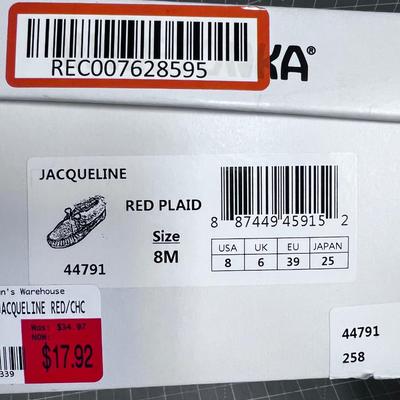 REC007628595
KA®
JACQUELINE
RED PLAID
Size
8M
44791
8 87449 45915 2
USA UK EU JAPAN
8 6 39 25
n's Warehouse
JACQUELINE RED/CHC
Was: $34.97
NOW:
$17.92
339
44791
258